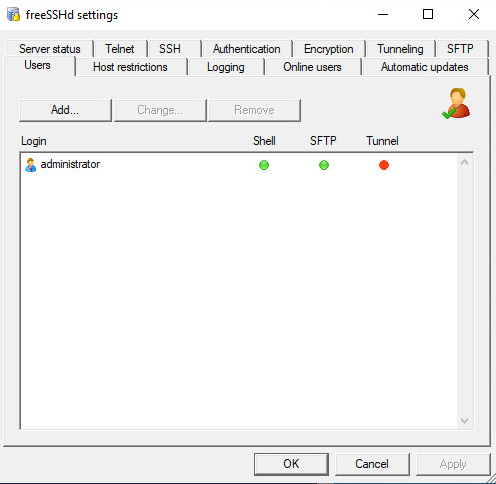 freeSSHd settings
Server status Telnet SSH Authentication Encryption Tunneling SFTP
Users Host restrictions Logging Online users Automatic updates
Add... Change... Remove
Login Shell SFTP Tunnel
administrator
OK Cancel Apply